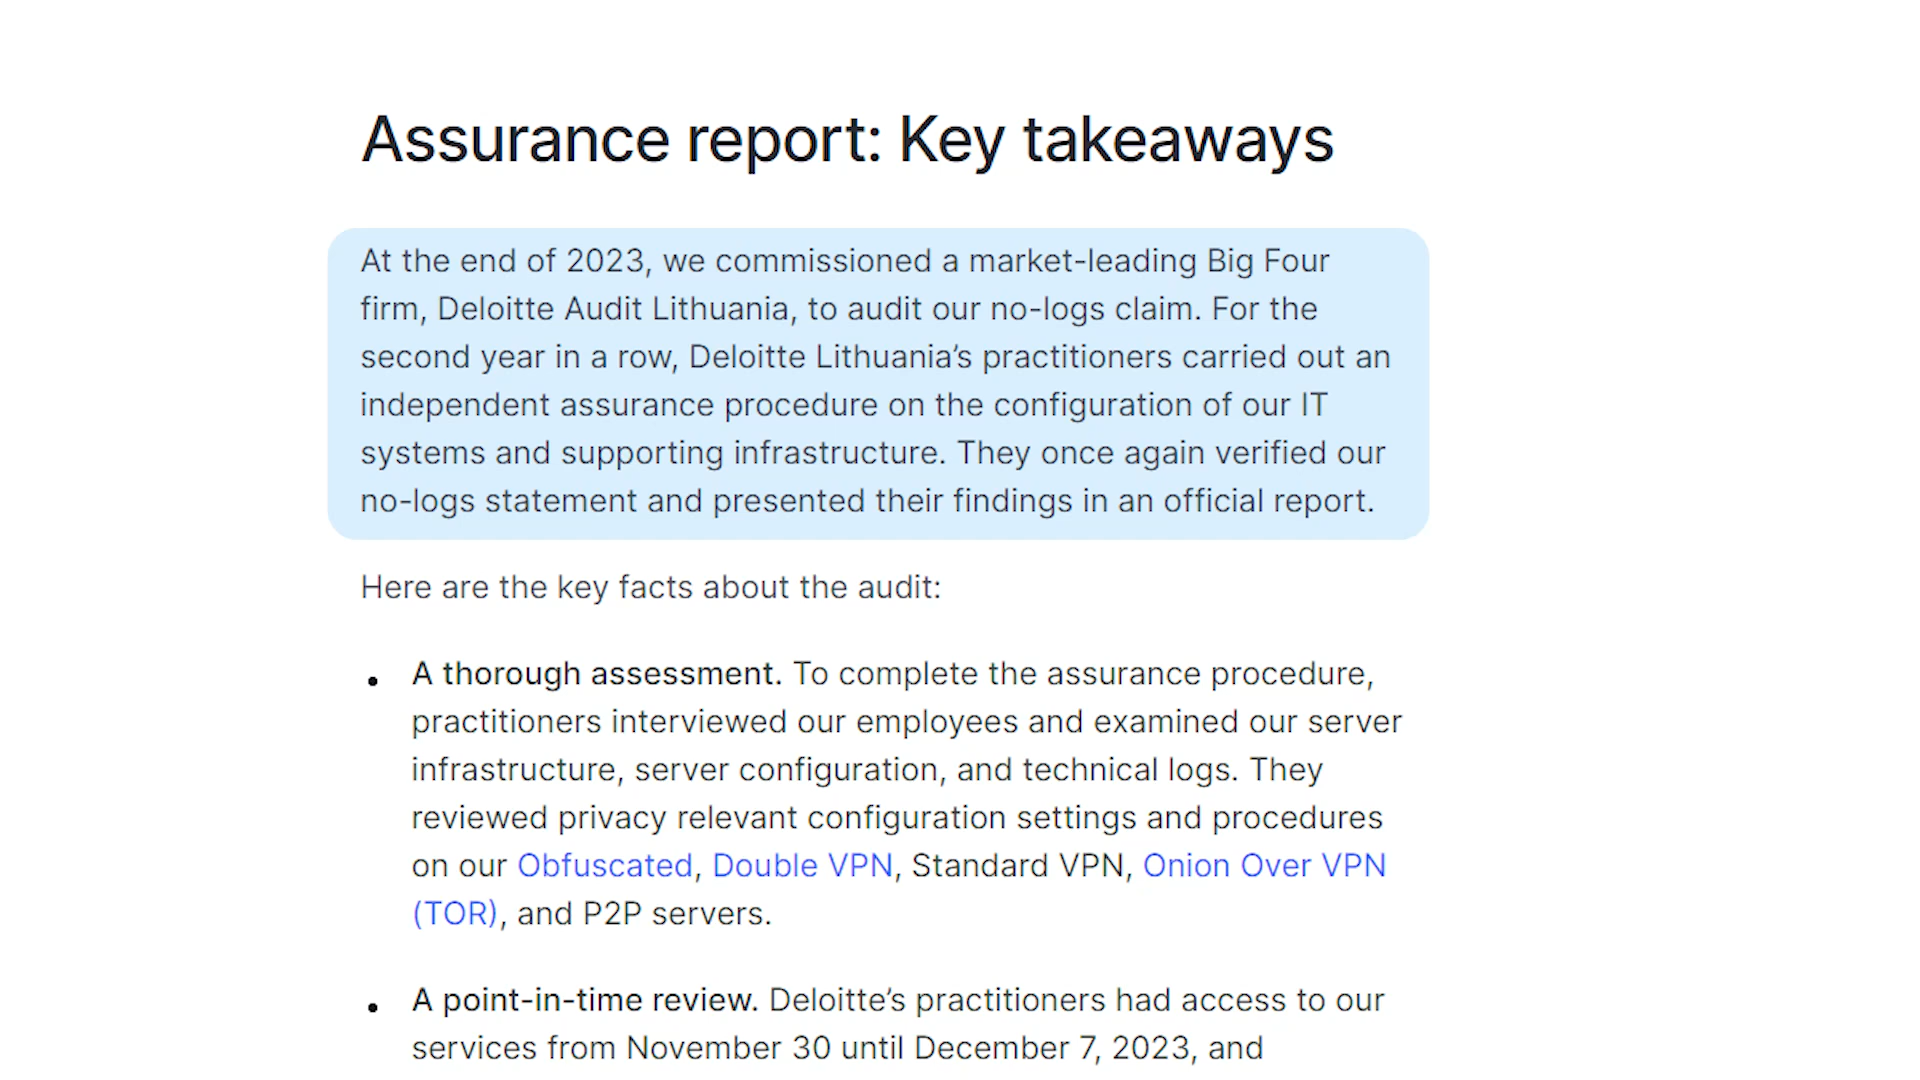 Assurance report: Key takeaways
At the end of 2023, we commissioned a market-leading Big Four
firm, Deloitte Audit Lithuania, to audit our no-logs claim. For the
second year in a row, Deloitte Lithuania’s practitioners carried out an
independent assurance procedure on the configuration of our IT
systems and supporting infrastructure. They once again verified our
no-logs statement and presented their findings in an official report.
Here are the key facts about the audit:
• A thorough assessment. To complete the assurance procedure,
practitioners interviewed our employees and examined our server
infrastructure, server configuration, and technical logs. They
reviewed privacy relevant configuration settings and procedures
on our Obfuscated, Double VPN, Standard VPN, Onion Over VPN
(TOR), and P2P servers.
• A point-in-time review. Deloitte’s practitioners had access to our
services from November 30 until December 7, 2023, and